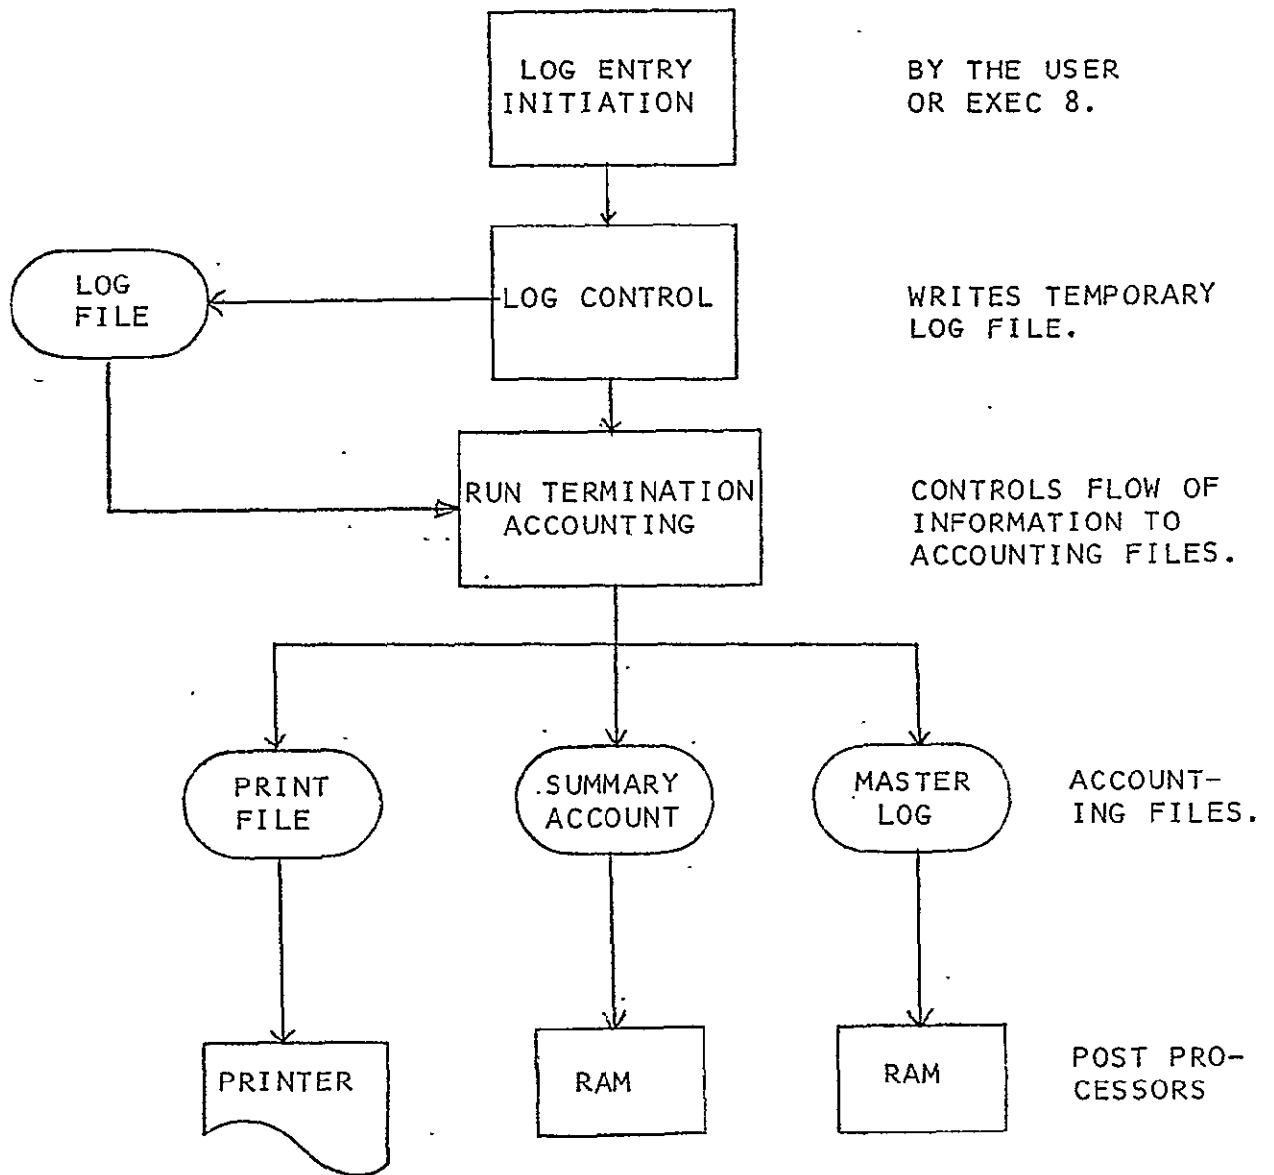 LOG ENTRY
INITIATION
BY THE USER
OR EXEC 8.
LOG
FILE
LOG CONTROL
WRITES TEMPORARY
LOG FILE.
RUN TERMINATION
ACCOUNTING
CONTROLS FLOW OF
INFORMATION TO
ACCOUNTING FILES.
PRINT
FILE
SUMMARY
ACCOUNT
MASTER
LOG
ACCOUNT-
ING FILES.
PRINTER
RAM
RAM
POST PRO-
CESSORS